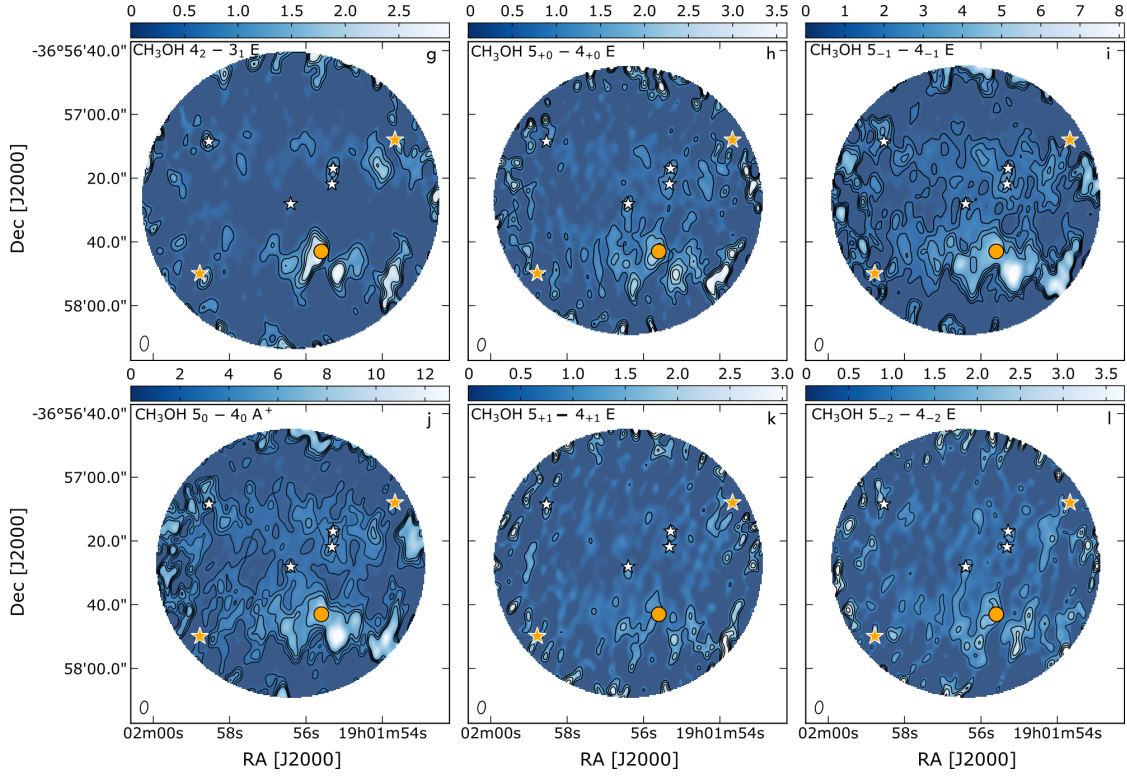 0 1 2 3 4
0.0 0.5 1.0 1.5 2.0 2.5 3.0 3.5
0 1 2 3 4 5 6 7 8
CH₃OH 4₂ − 3₁ E g
CH₃OH 5₊₀ − 4₊₀ E h
CH₃OH 5₋₁ − 4₋₁ E i
-36°56'40.0"
57'00.0"
20.0"
40.0"
58'00.0"
Dec [J2000]
0 2 4 6 8 10 12
0.0 0.5 1.0 1.5 2.0 2.5 3.0
0.0 0.5 1.0 1.5 2.0 2.5 3.0 3.5
CH₃OH 5₀ − 4₀ A⁺ j
CH₃OH 5₊₁ − 4₊₁ E k
CH₃OH 5₋₂ − 4₋₂ E l
-36°56'40.0"
57'00.0"
20.0"
40.0"
58'00.0"
Dec [J2000]
02m00s 58s 56s 19h01m54s
02m00s 58s 56s 19h01m54s
02m00s 58s 56s 19h01m54s
RA [J2000]
RA [J2000]
RA [J2000]